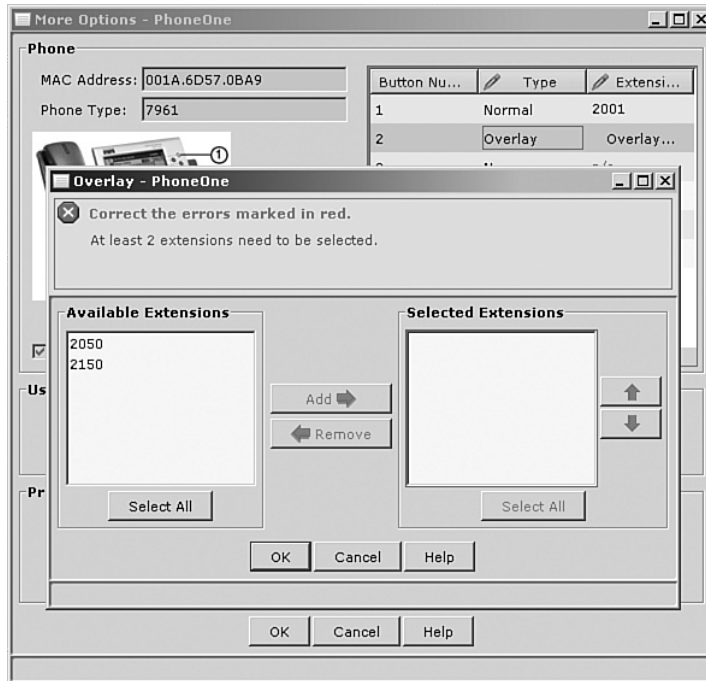 More Options - PhoneOne
Phone
MAC Address: 001A.6D57.0BA9
Phone Type: 7961
Button Nu... Type Extensi...
1 Normal 2001
2 Overlay Overlay...
1
Overlay - PhoneOne
Correct the errors marked in red.
At least 2 extensions need to be selected.
Available Extensions
2050
2150
Select All
Add
Remove
Selected Extensions
Select All
OK Cancel Help
Us
Pr
OK Cancel Help